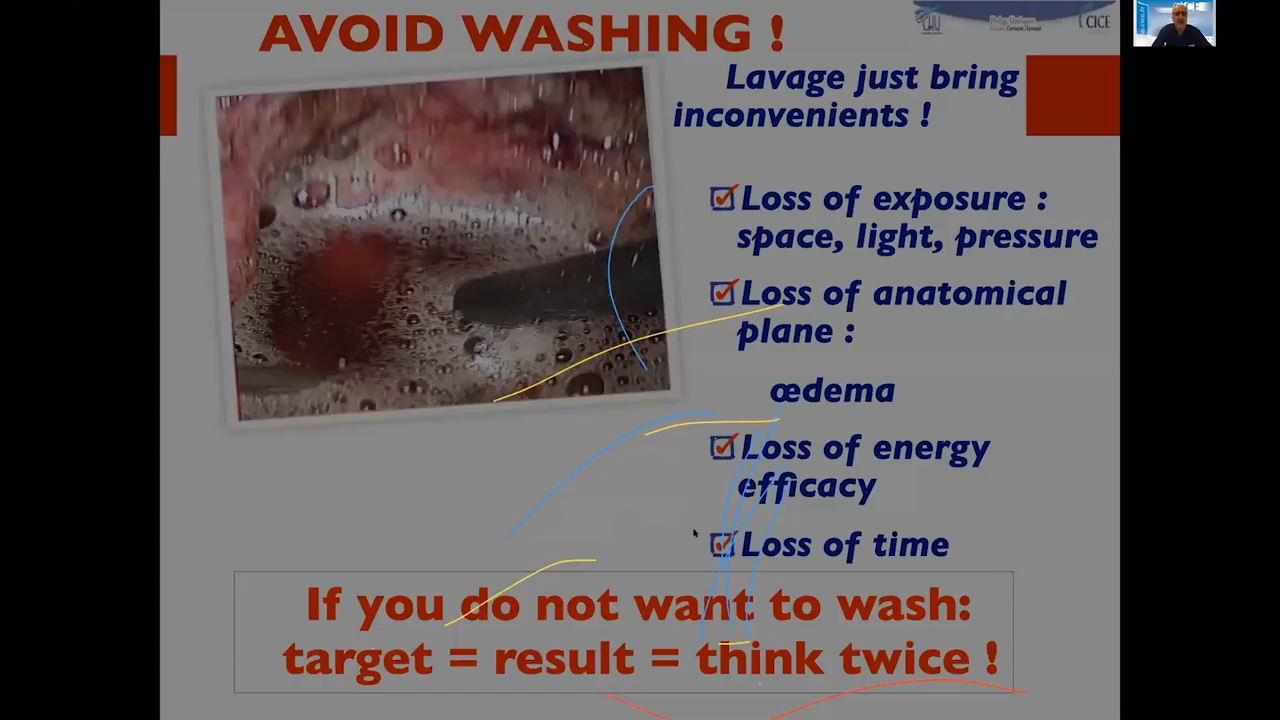 AVOID WASHING !
CICE
Lavage just bring
inconvenients !
Loss of exposure :
space, light, pressure
Loss of anatomical
plane :
œdema
Loss of energy
efficacy
Loss of time
If you do not want to wash:
target = result = think twice !